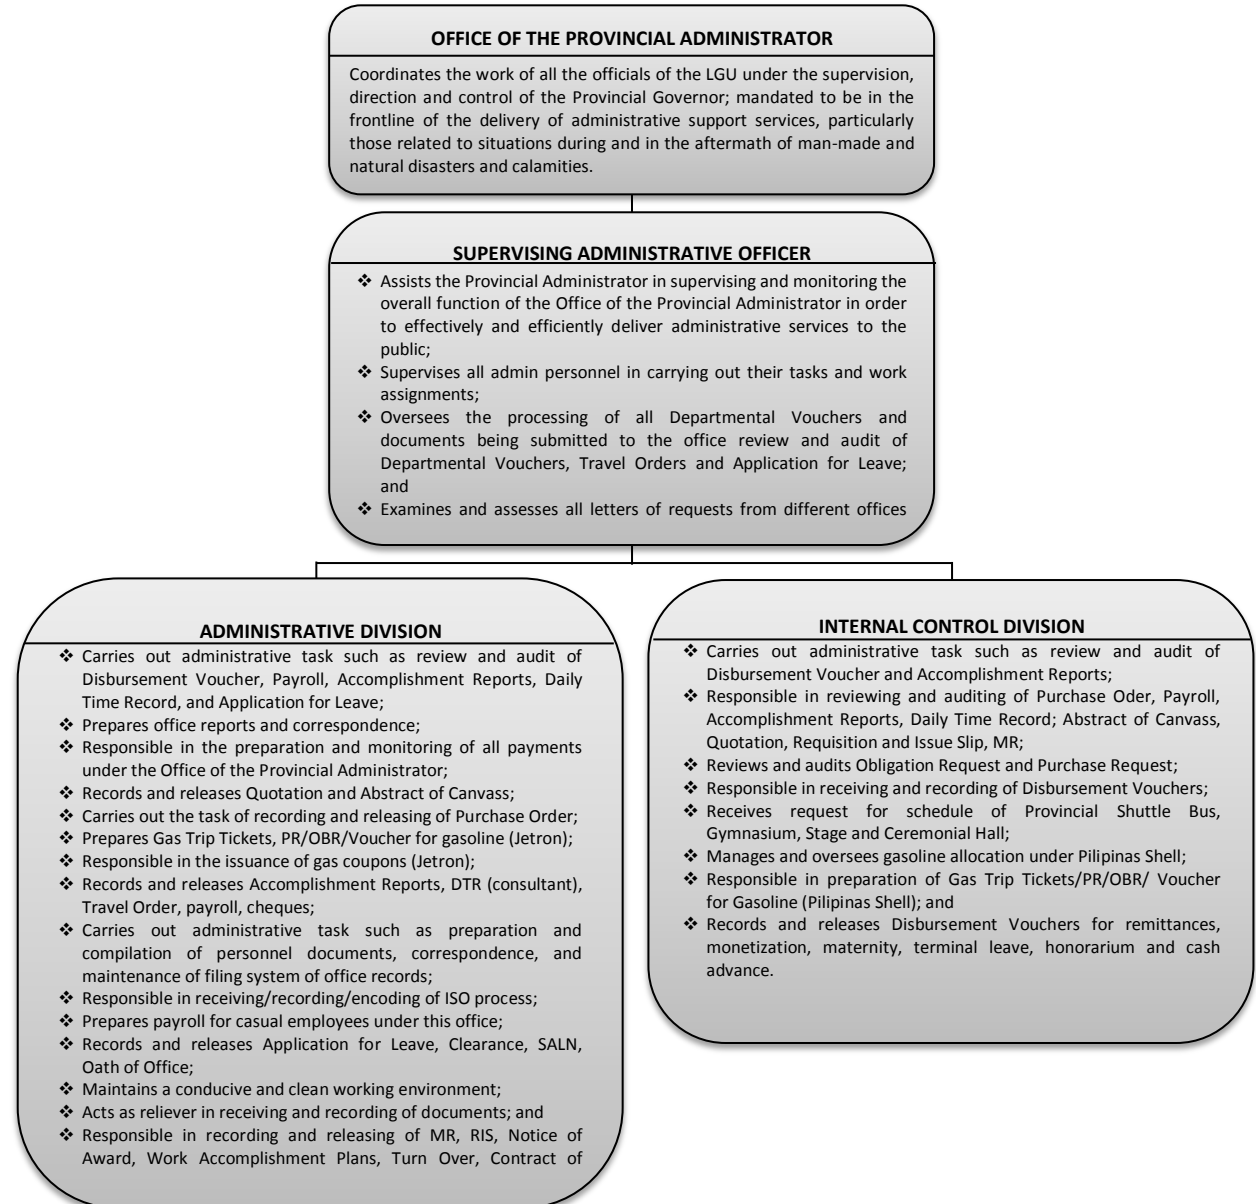 OFFICE OF THE PROVINCIAL ADMINISTRATOR
Coordinates the work of all the officials of the LGU under the supervision,
direction and control of the Provincial Governor; mandated to be in the
frontline of the delivery of administrative support services, particularly
those related to situations during and in the aftermath of man-made and
natural disasters and calamities.
SUPERVISING ADMINISTRATIVE OFFICER
❖ Assists the Provincial Administrator in supervising and monitoring the
overall function of the Office of the Provincial Administrator in order
to effectively and efficiently deliver administrative services to the
public;
❖ Supervises all admin personnel in carrying out their tasks and work
assignments;
❖ Oversees the processing of all Departmental Vouchers and
documents being submitted to the office review and audit of
Departmental Vouchers, Travel Orders and Application for Leave;
and
❖ Examines and assesses all letters of requests from different offices
ADMINISTRATIVE DIVISION
❖ Carries out administrative task such as review and audit of
Disbursement Voucher, Payroll, Accomplishment Reports, Daily
Time Record, and Application for Leave;
❖ Prepares office reports and correspondence;
❖ Responsible in the preparation and monitoring of all payments
under the Office of the Provincial Administrator;
❖ Records and releases Quotation and Abstract of Canvass;
❖ Carries out the task of recording and releasing of Purchase Order;
❖ Prepares Gas Trip Tickets, PR/OBR/Voucher for gasoline (Jetron);
❖ Responsible in the issuance of gas coupons (Jetron);
❖ Records and releases Accomplishment Reports, DTR (consultant),
Travel Order, payroll, cheques;
❖ Carries out administrative task such as preparation and
compilation of personnel documents, correspondence, and
maintenance of filing system of office records;
❖ Responsible in receiving/recording/encoding of ISO process;
❖ Prepares payroll for casual employees under this office;
❖ Records and releases Application for Leave, Clearance, SALN,
Oath of Office;
❖ Maintains a conducive and clean working environment;
❖ Acts as reliever in receiving and recording of documents; and
❖ Responsible in recording and releasing of MR, RIS, Notice of
Award, Work Accomplishment Plans, Turn Over, Contract of
INTERNAL CONTROL DIVISION
❖ Carries out administrative task such as review and audit of
Disbursement Voucher and Accomplishment Reports;
❖ Responsible in reviewing and auditing of Purchase Oder, Payroll,
Accomplishment Reports, Daily Time Record; Abstract of Canvass,
Quotation, Requisition and Issue Slip, MR;
❖ Reviews and audits Obligation Request and Purchase Request;
❖ Responsible in receiving and recording of Disbursement Vouchers;
❖ Receives request for schedule of Provincial Shuttle Bus,
Gymnasium, Stage and Ceremonial Hall;
❖ Manages and oversees gasoline allocation under Pilipinas Shell;
❖ Responsible in preparation of Gas Trip Tickets/PR/OBR/ Voucher
for Gasoline (Pilipinas Shell); and
❖ Records and releases Disbursement Vouchers for remittances,
monetization, maternity, terminal leave, honorarium and cash
advance.